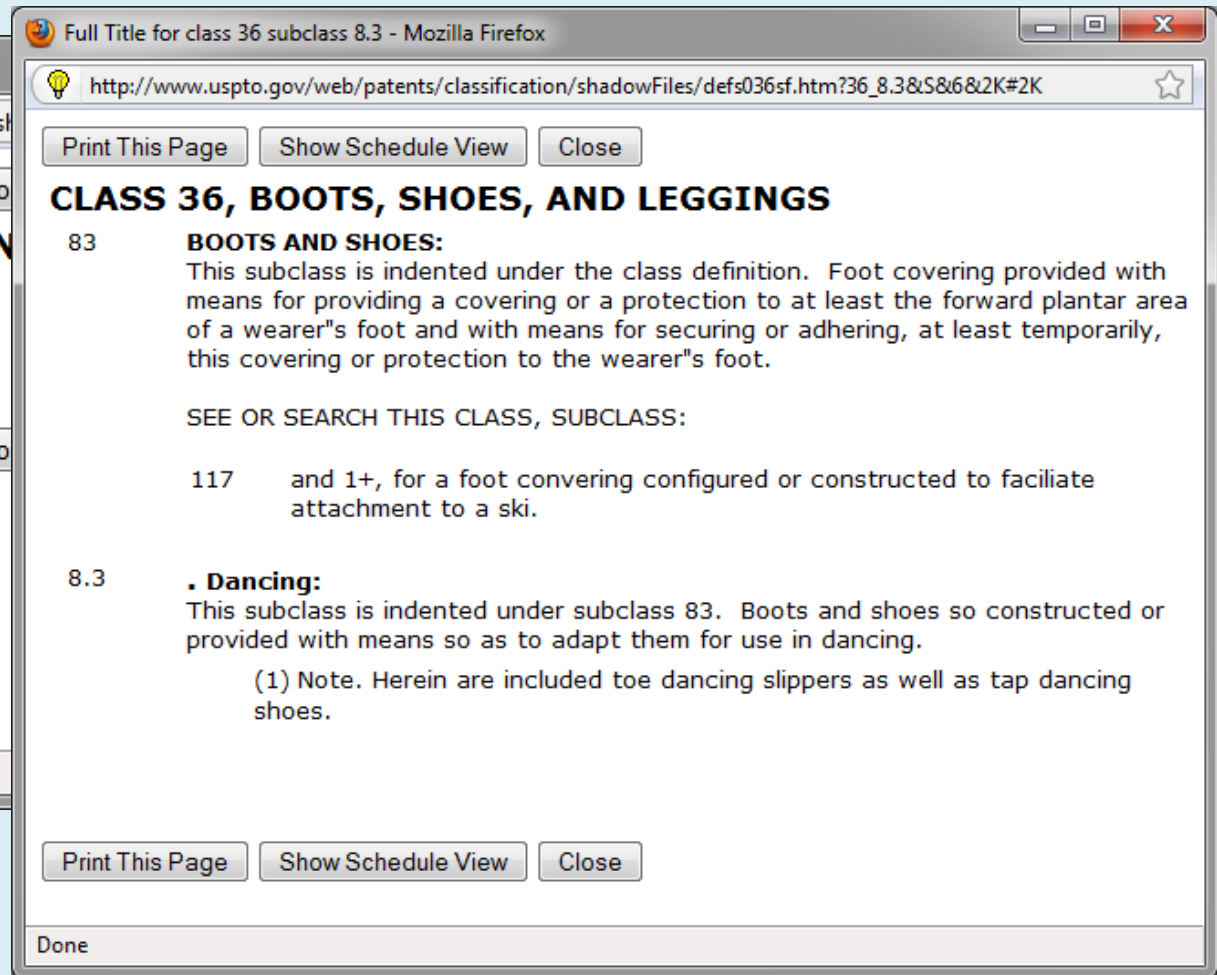 Full Title for class 36 subclass 8.3 - Mozilla Firefox
http://www.uspto.gov/web/patents/classification/shadowFiles/defs036sf.htm?36_8.3&S&6&2K#2K
Print This Page Show Schedule View Close
CLASS 36, BOOTS, SHOES, AND LEGGINGS
83 BOOTS AND SHOES:
This subclass is indented under the class definition. Foot covering provided with
means for providing a covering or a protection to at least the forward plantar area
of a wearer"s foot and with means for securing or adhering, at least temporarily,
this covering or protection to the wearer"s foot.
SEE OR SEARCH THIS CLASS, SUBCLASS:
117 and 1+, for a foot convering configured or constructed to faciliate
attachment to a ski.
8.3 . Dancing:
This subclass is indented under subclass 83. Boots and shoes so constructed or
provided with means so as to adapt them for use in dancing.
(1) Note. Herein are included toe dancing slippers as well as tap dancing
shoes.
Print This Page Show Schedule View Close
Done